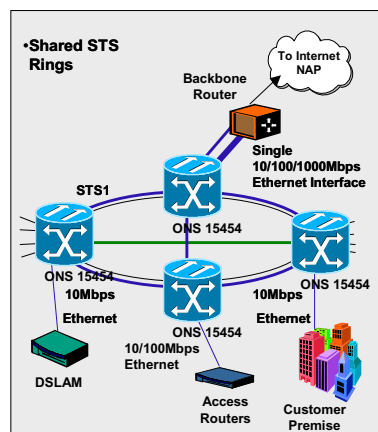 •Shared STS
Rings
To Internet
NAP
Backbone
Router
Single
10/100/1000Mbps
Ethernet Interface
STS1
ONS 15454
ONS 15454
ONS 15454
10Mbps
Ethernet
10Mbps
Ethernet
ONS 15454
10/100Mbps
Ethernet
DSLAM
Access
Routers
Customer
Premise